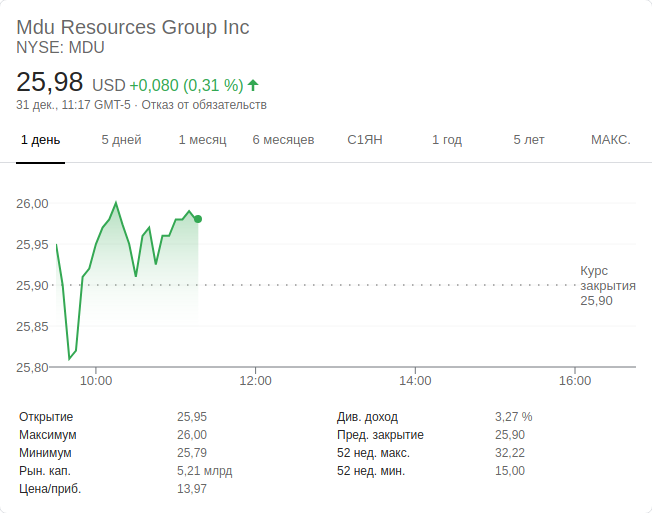 Mdu Resources Group Inc
NYSE: MDU
25,98 USD +0,080 (0,31 %)
31 дек., 11:17 GMT-5 · Отказ от обязательств
1 день 5 дней 1 месяц 6 месяцев С1ЯН 1 год 5 лет МАКС.
26,00
25,95
25,90
25,85
25,80
Курс
закрытия
25,90
10:00 12:00 14:00 16:00
Открытие 25,95 Див. доход 3,27 %
Максимум 26,00 Пред. закрытие 25,90
Минимум 25,79 52 нед. макс. 32,22
Рын. кап. 5,21 млрд 52 нед. мин. 15,00
Цена/приб. 13,97